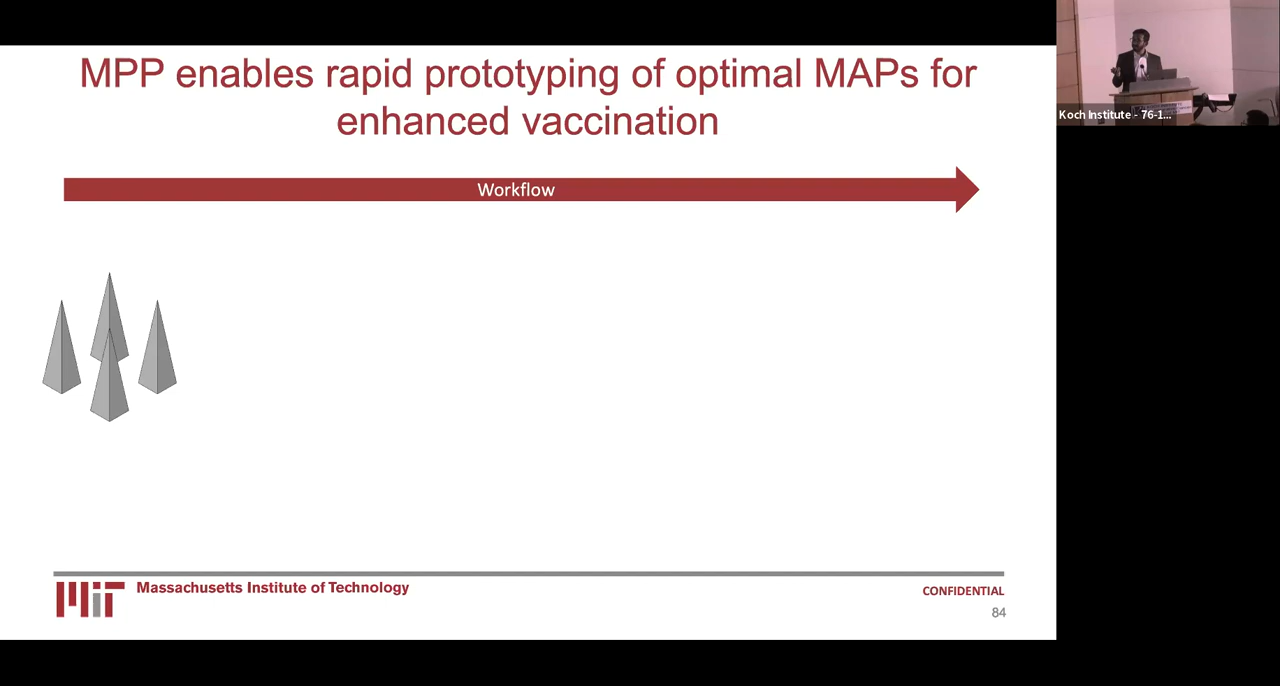 MPP enables rapid prototyping of optimal MAPs for
enhanced vaccination
Workflow
Koch Institute - 76-1...
MIT Massachusetts Institute of Technology
CONFIDENTIAL
84